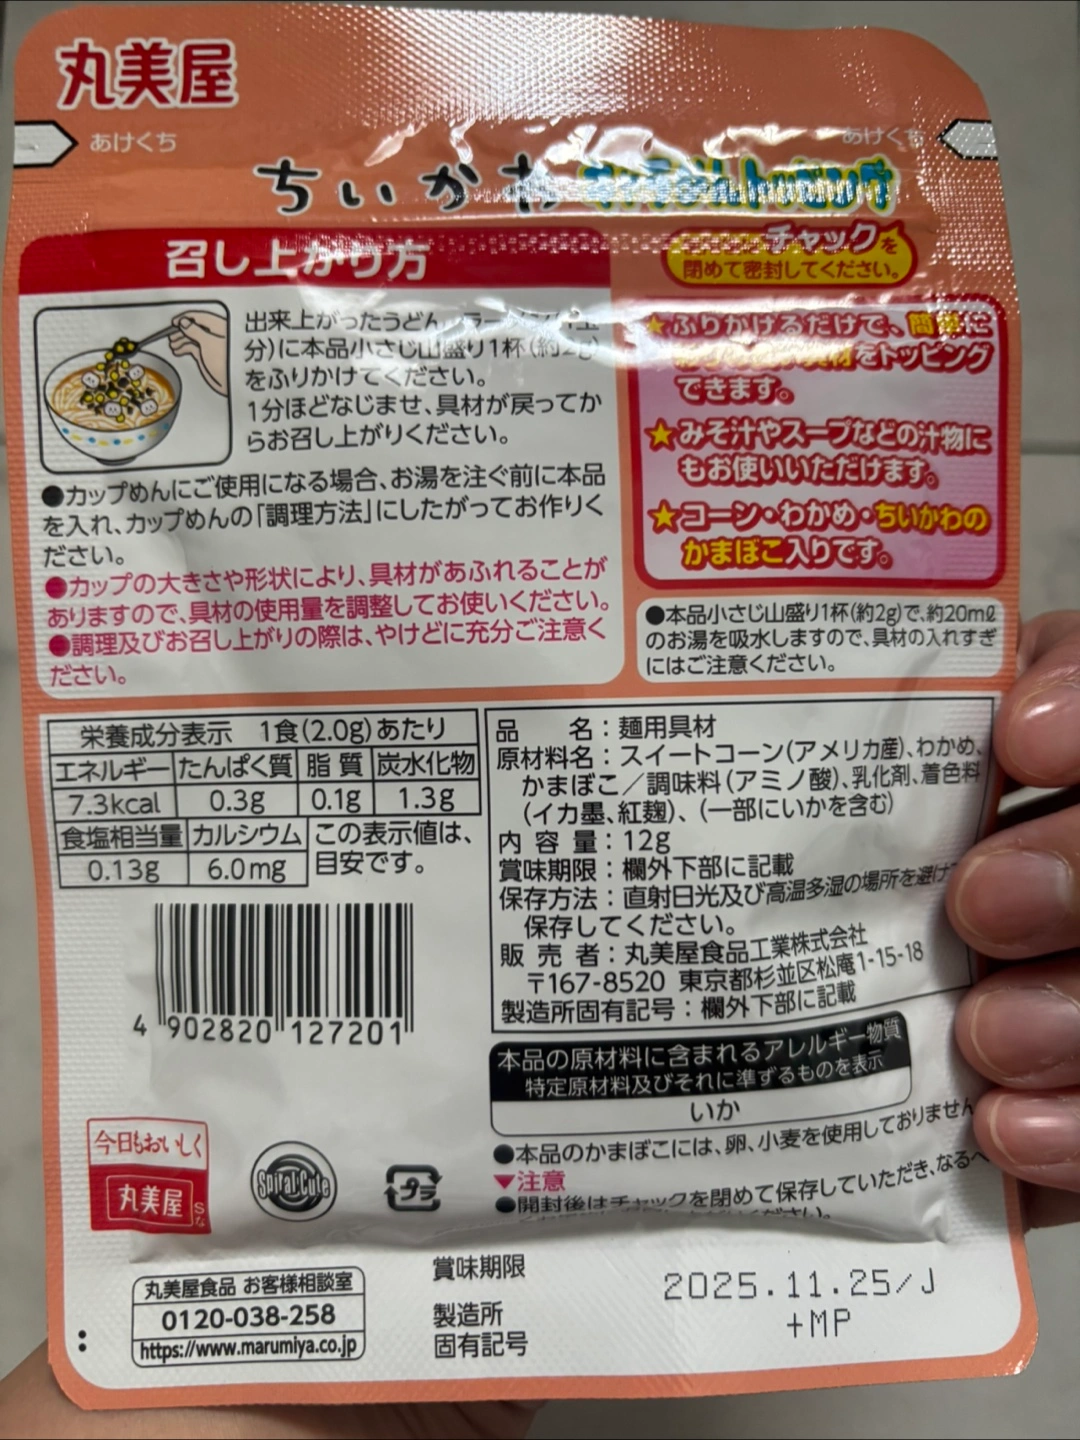 丸美屋
あけくち
あけくち
ちいかわ
召し上がり方
チャックを
閉めて密封してください。
出来上がったうどん、
分)に本品小さじ山盛り1杯(約2g)
をふりかけてください。
1分ほどなじませ、具材が戻ってか
らお召し上がりください。
●カップめんにご使用になる場合、お湯を注ぐ前に本品
を入れ、カップめんの「調理方法」にしたがってお作りく
ださい。
●カップの大きさや形状により、具材があふれることが
ありますので、具材の使用量を調整してお使いください。
●調理及びお召し上がりの際は、やけどに充分ご注意く
ださい。
★ふりかけるだけで、簡単に
をトッピング
できます。
★みそ汁やスープなどの汁物に
もお使いいただけます。
★コーン・わかめ・ちいかわの
かまぼこ入りです。
●本品小さじ山盛り1杯(約2g)で、約20mℓ
のお湯を吸水しますので、具材の入れすぎ
にはご注意ください。
栄養成分表示 1食(2.0g)あたり
エネルギー たんぱく質 脂質 炭水化物
7.3kcal 0.3g 0.1g 1.3g
食塩相当量 カルシウム この表示値は、
0.13g 6.0mg 目安です。
4 902820 127201
品名：麺用具材
原材料名：スイートコーン(アメリカ産)、わかめ、
かまぼこ／調味料(アミノ酸)、乳化剤、着色料
(イカ墨、紅麹)、(一部にいかを含む)
内容量：12g
賞味期限：欄外下部に記載
保存方法：直射日光及び高温多湿の場所を避け
保存してください。
販売者：丸美屋食品工業株式会社
〒167-8520 東京都杉並区松庵1-15-18
製造所固有記号：欄外下部に記載
本品の原材料に含まれるアレルギー物質
特定原材料及びそれに準ずるものを表示
いか
●本品のかまぼこには、卵、小麦を使用しておりません
▼注意
●開封後はチャックを閉めて保存していただき、なるべ
ください。
今日もおいしく
丸美屋
Sな
Spiral Cute
プラ
丸美屋食品 お客様相談室
0120-038-258
https://www.marumiya.co.jp
賞味期限
製造所
固有記号
2025.11.25/J
+MP